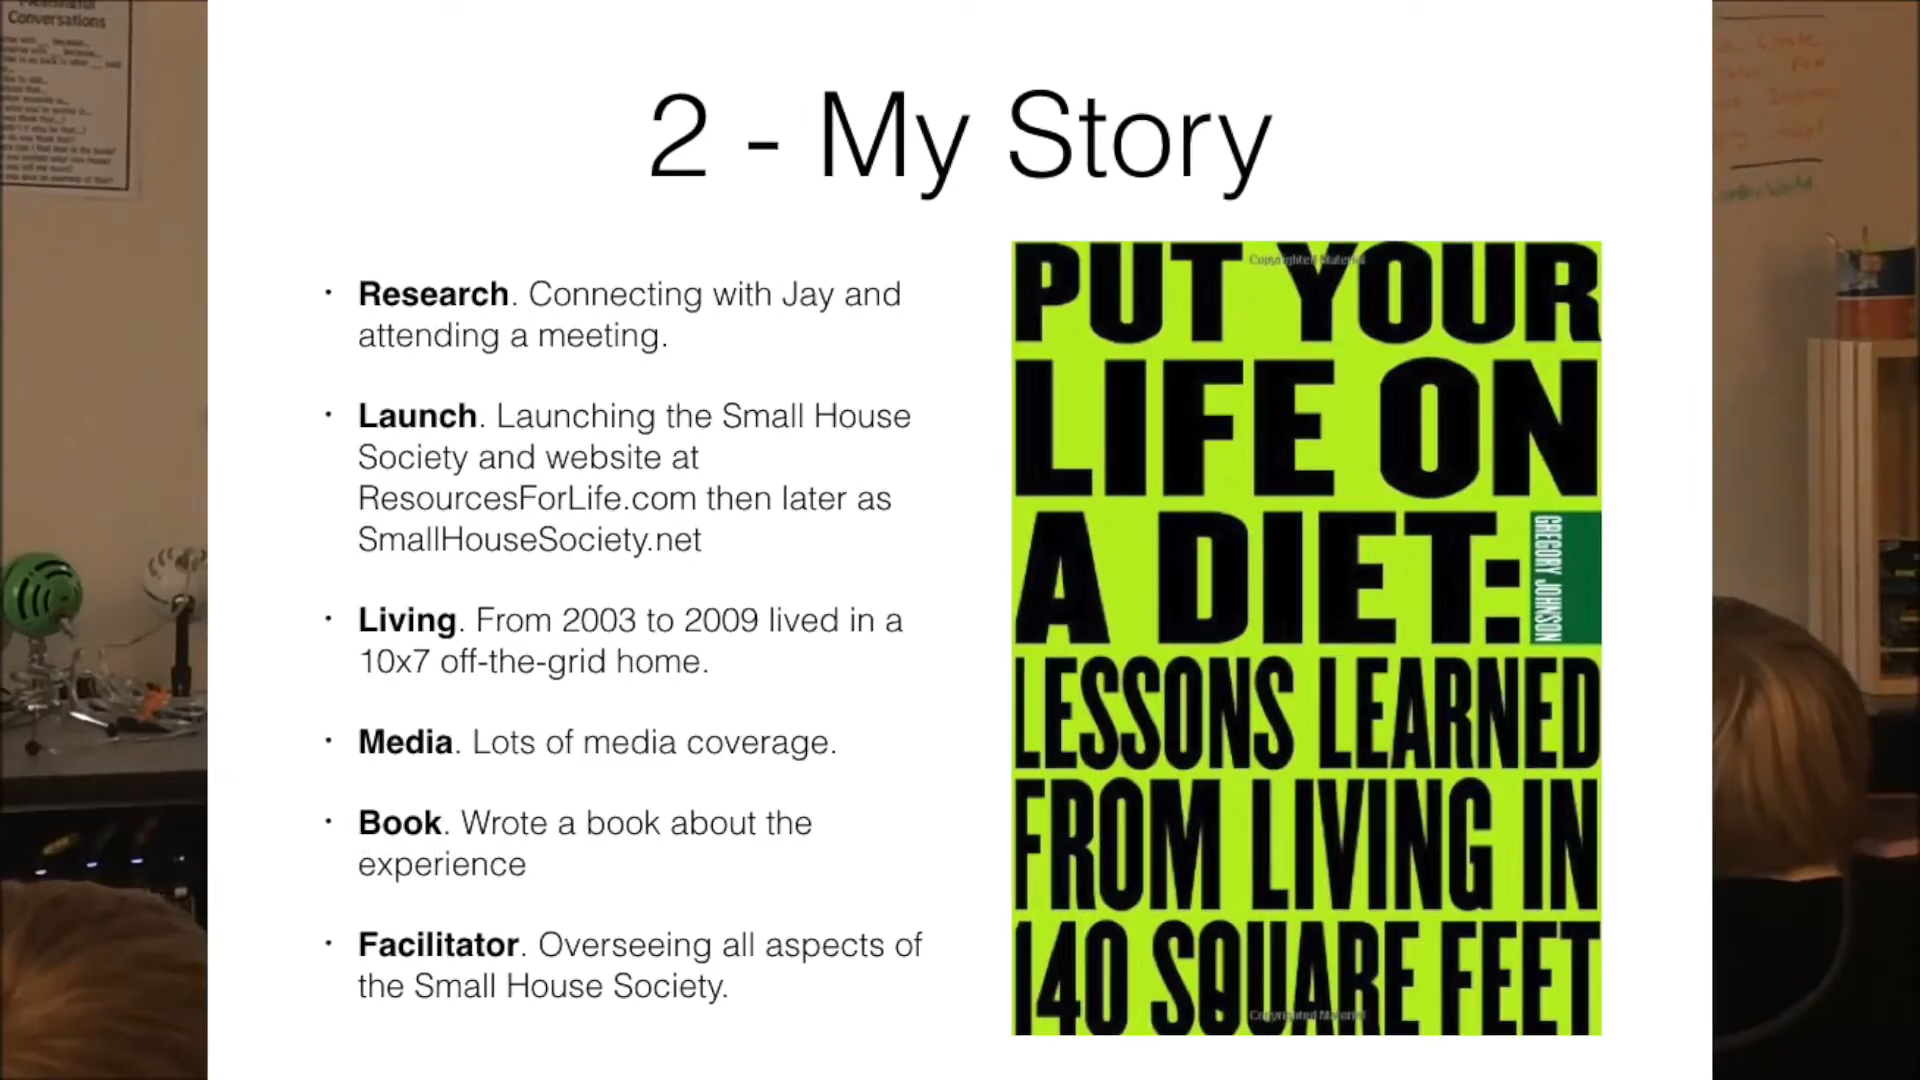 Conversations
2 - My Story
• Research. Connecting with Jay and
attending a meeting.
• Launch. Launching the Small House
Society and website at
ResourcesForLife.com then later as
SmallHouseSociety.net
• Living. From 2003 to 2009 lived in a
10x7 off-the-grid home.
• Media. Lots of media coverage.
• Book. Wrote a book about the
experience
• Facilitator. Overseeing all aspects of
the Small House Society.
Copyrighted Material
PUT YOUR
LIFE ON
A DIET:
GREGORY JOHNSON
LESSONS LEARNED
FROM LIVING IN
140 SQUARE FEET
Copyrighted Material